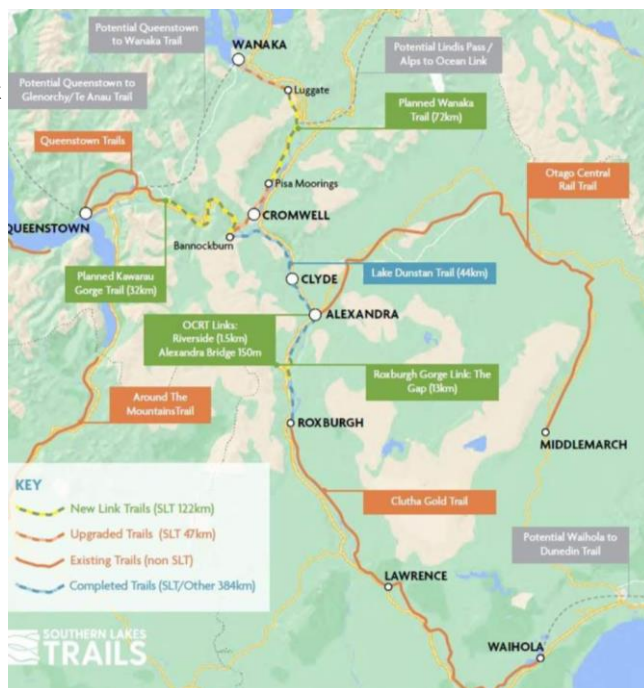 Potential Queenstown
to Wanaka Trail
WANAKA
Potential Lindis Pass /
Alps to Ocean Link
Potential Queenstown to
Glenorchy/Te Anau Trail
Luggate
Planned Wanaka
Trail (72km)
Queenstown Trails
Pisa Moorings
Otago Central
Rail Trail
CROMWELL
QUEENSTOWN
Bannockburn
Planned Kawarau
Gorge Trail (32km)
Lake Dunstan Trail (44km)
CLYDE
ALEXANDRA
OCRT Links:
Riverside (1.5km)
Alexandra Bridge 150m
Roxburgh Gorge Link: The
Gap (13km)
Around The
MountainsTrail
ROXBURGH
MIDDLEMARCH
KEY
New Link Trails (SLT 122km)
Upgraded Trails (SLT 47km)
Existing Trails (non SLT)
Completed Trails (SLT/Other 384km)
Clutha Gold Trail
Potential Waihola to
Dunedin Trail
LAWRENCE
WAIHOLA
SOUTHERN LAKES
TRAILS